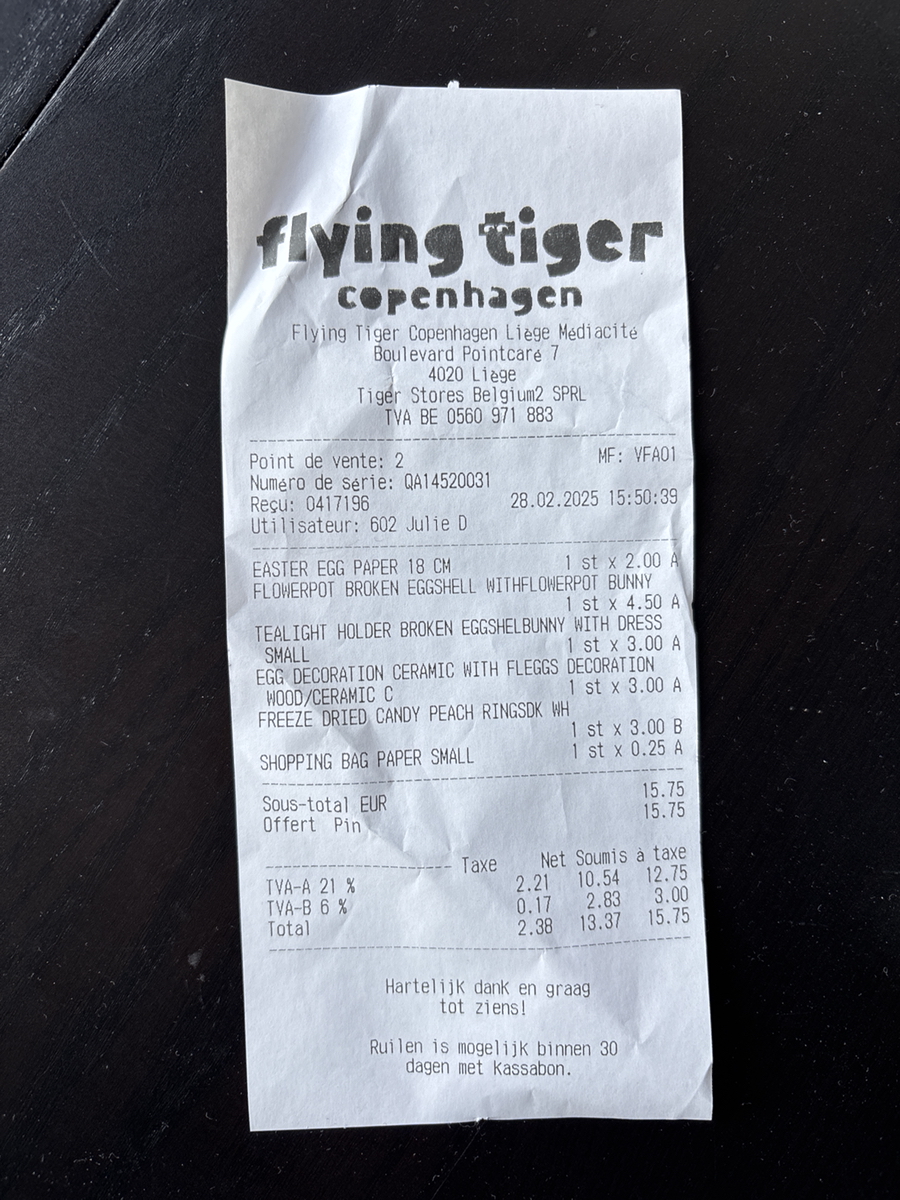 flying tiger
copenhagen
Flying Tiger Copenhagen Liège Médiacité
Boulevard Pointcaré 7
4020 Liège
Tiger Stores Belgium2 SPRL
TVA BE 0560 971 883
Point de vente: 2 MF: VFA01
Numéro de série: QA14520031
Reçu: 0417196 28.02.2025 15:50:39
Utilisateur: 602 Julie D
EASTER EGG PAPER 18 CM 1 st x 2.00 A
FLOWERPOT BROKEN EGGSHELL WITHFLOWERPOT BUNNY
1 st x 4.50 A
TEALIGHT HOLDER BROKEN EGGSHELBUNNY WITH DRESS
SMALL 1 st x 3.00 A
EGG DECORATION CERAMIC WITH FLEGGS DECORATION
WOOD/CERAMIC C 1 st x 3.00 A
FREEZE DRIED CANDY PEACH RINGSDK WH
1 st x 3.00 B
SHOPPING BAG PAPER SMALL 1 st x 0.25 A
Sous-total EUR 15.75
Offert Pin 15.75
Taxe Net Soumis à taxe
TVA-A 21 % 2.21 10.54 12.75
TVA-B 6 % 0.17 2.83 3.00
Total 2.38 13.37 15.75
Hartelijk dank en graag
tot ziens!
Ruilen is mogelijk binnen 30
dagen met kassabon.